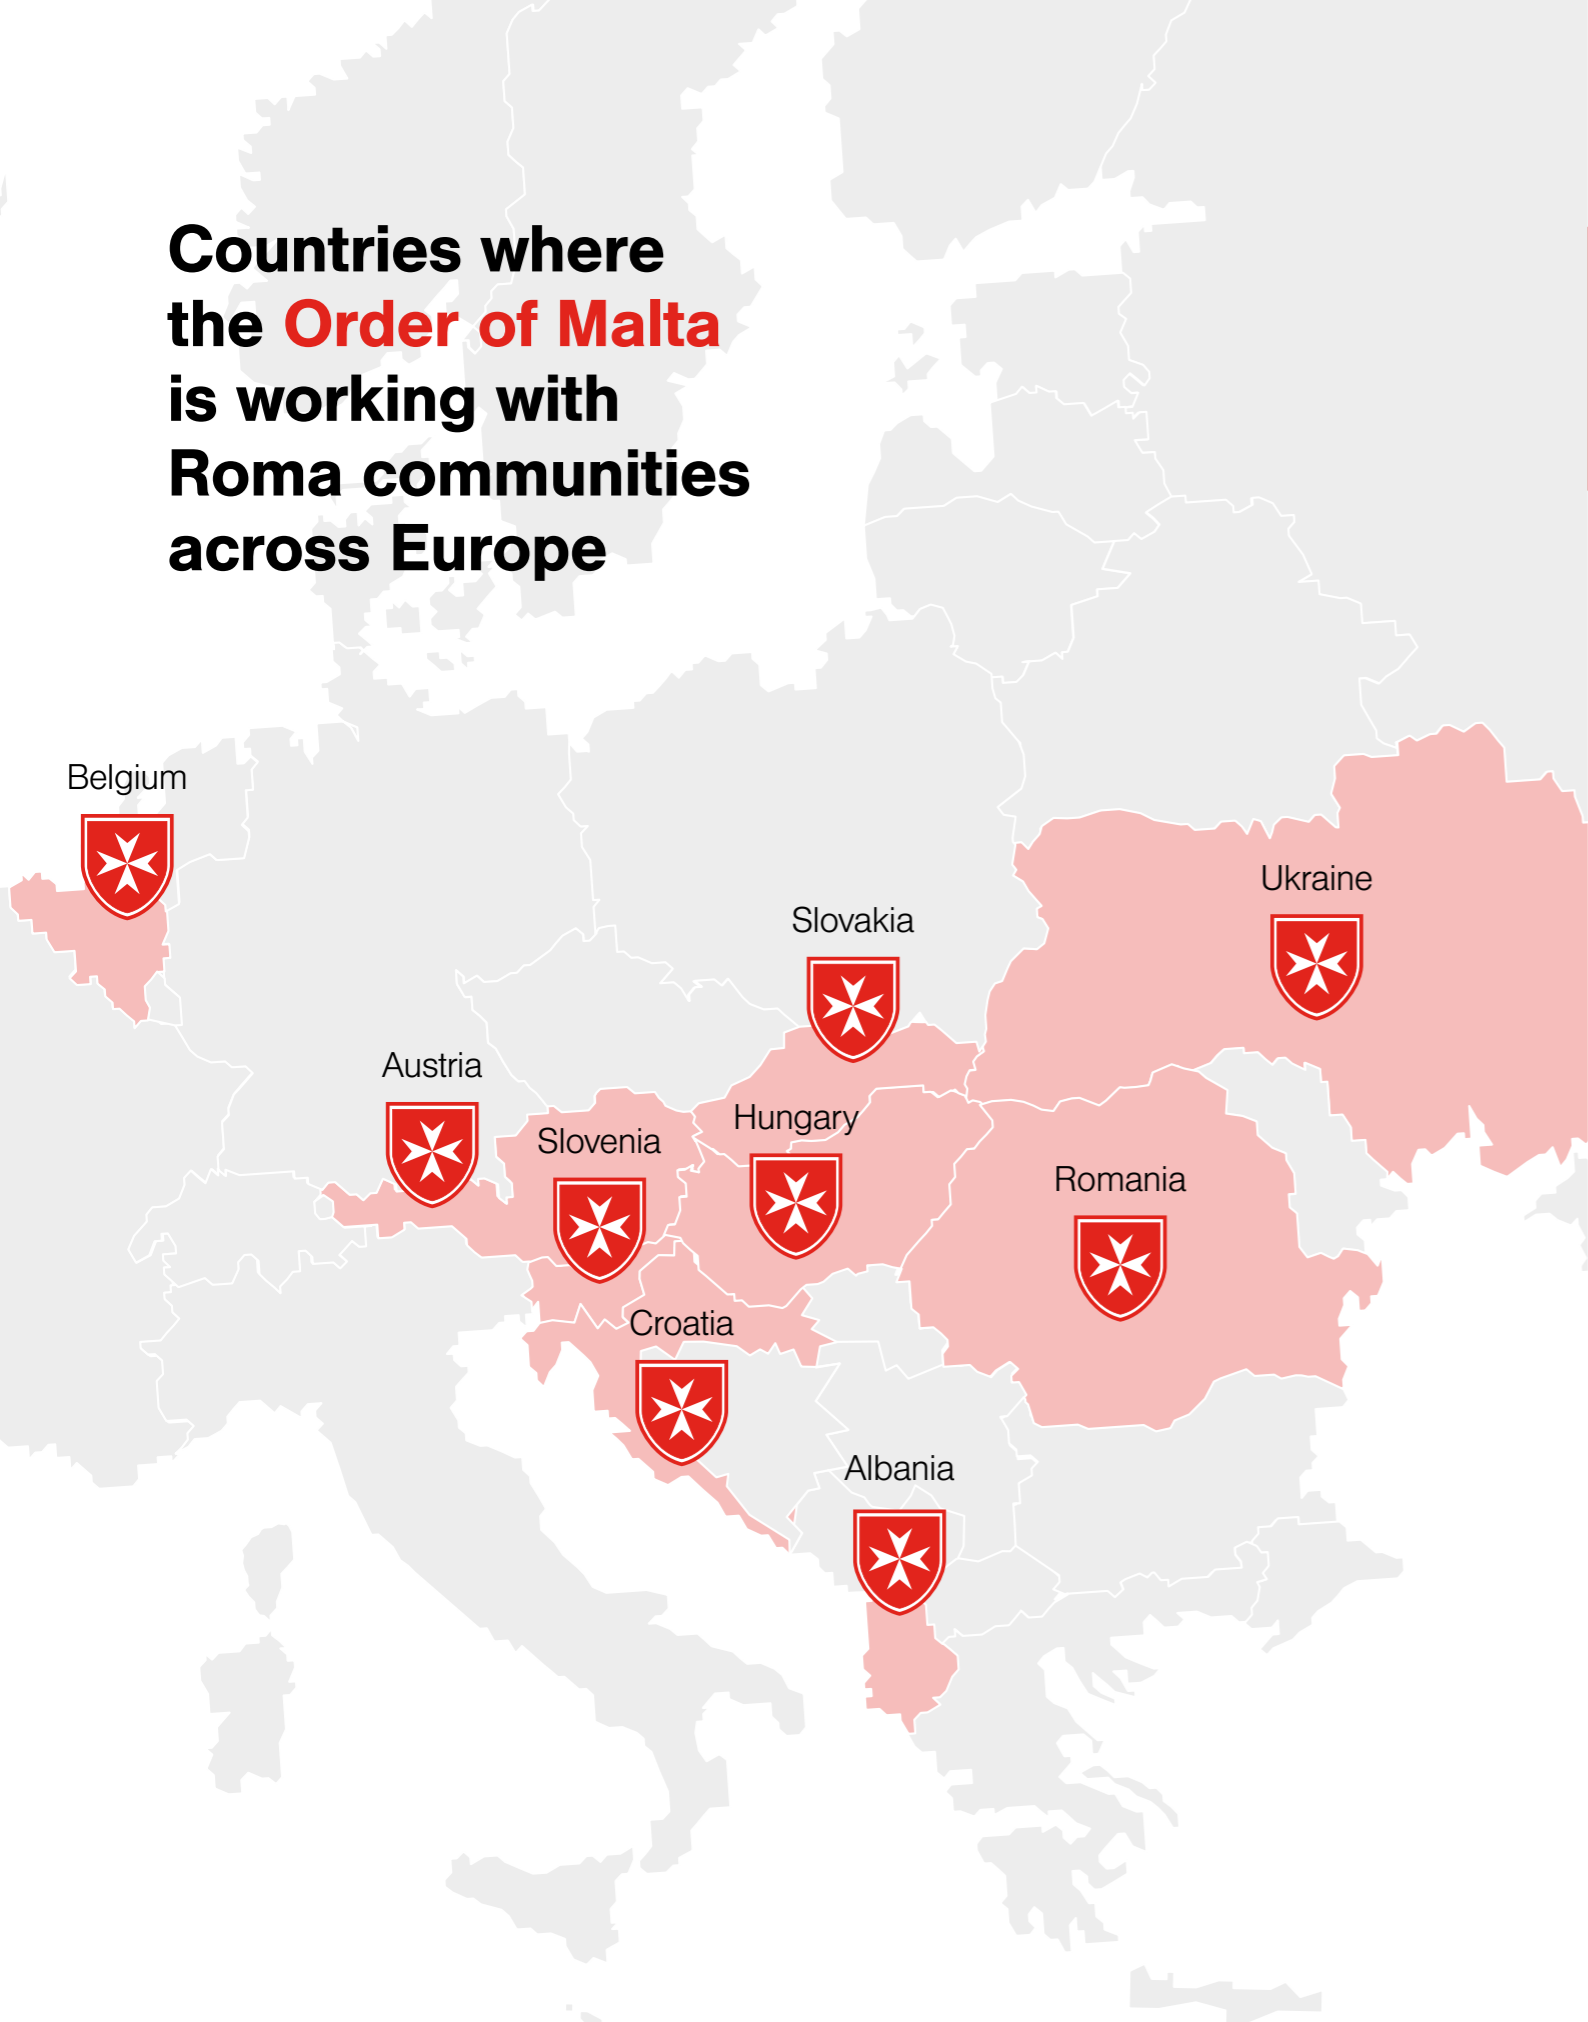 Countries where
the Order of Malta
is working with
Roma communities
across Europe
Belgium
Ukraine
Slovakia
Austria
Hungary
Slovenia
Romania
Croatia
Albania